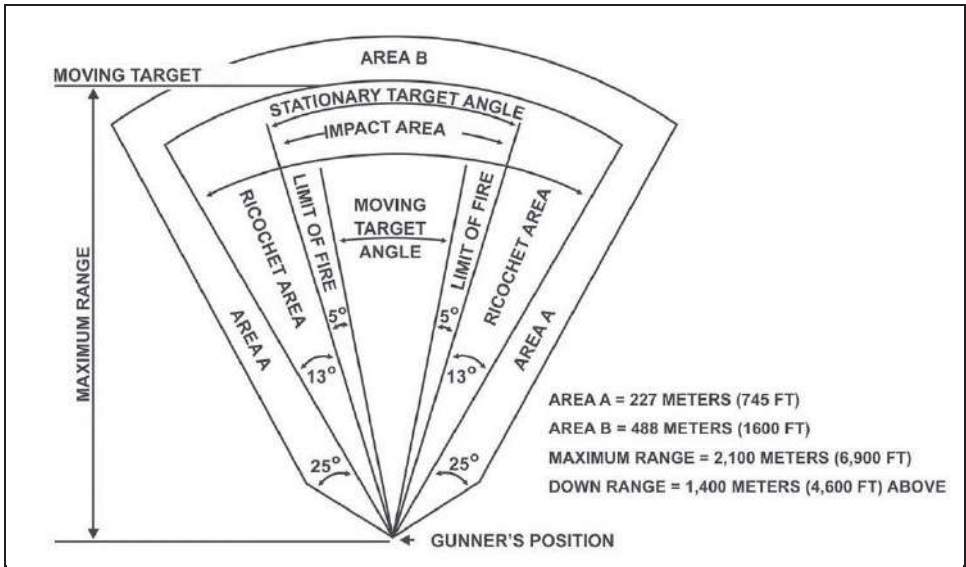 AREA B
MOVING TARGET
STATIONARY TARGET ANGLE
IMPACT AREA
MAXIMUM RANGE
AREA A
RICOCHET AREA
LIMIT OF FIRE
MOVING
TARGET
ANGLE
LIMIT OF FIRE
RICOCHET AREA
AREA A
5°
5°
13°
13°
25°
25°
AREA A = 227 METERS (745 FT)
AREA B = 488 METERS (1600 FT)
MAXIMUM RANGE = 2,100 METERS (6,900 FT)
DOWN RANGE = 1,400 METERS (4,600 FT) ABOVE
GUNNER'S POSITION